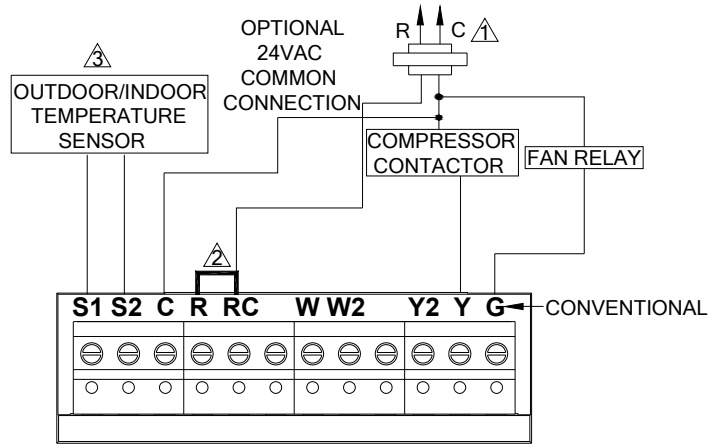 R C 1
OPTIONAL
24VAC
COMMON
CONNECTION
3
OUTDOOR/INDOOR
TEMPERATURE
SENSOR
COMPRESSOR
CONTACTOR
FAN RELAY
2
S1 S2 C R RC W W2 Y2 Y G
CONVENTIONAL